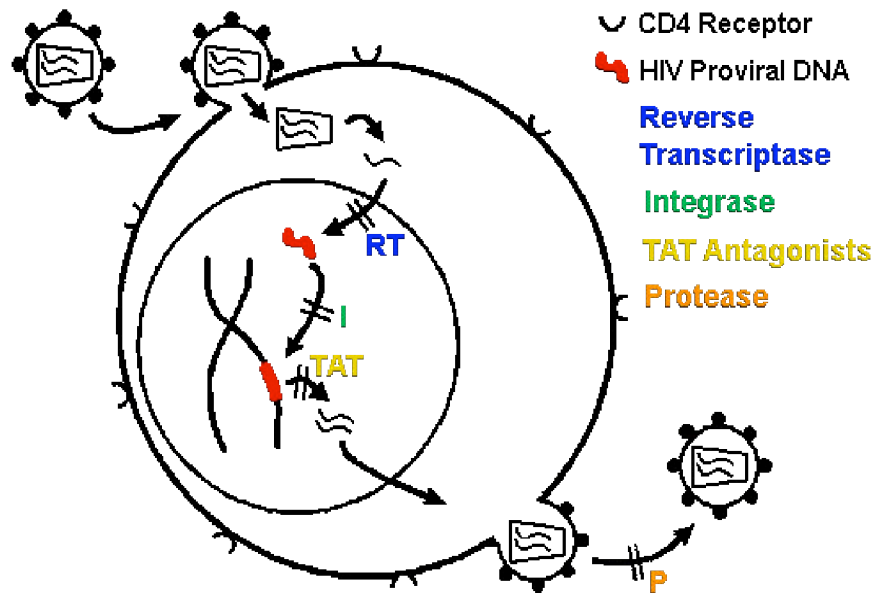 CD4 Receptor
HIV Proviral DNA
Reverse
Transcriptase
Integrase
TAT Antagonists
Protease
RT
I
TAT
P